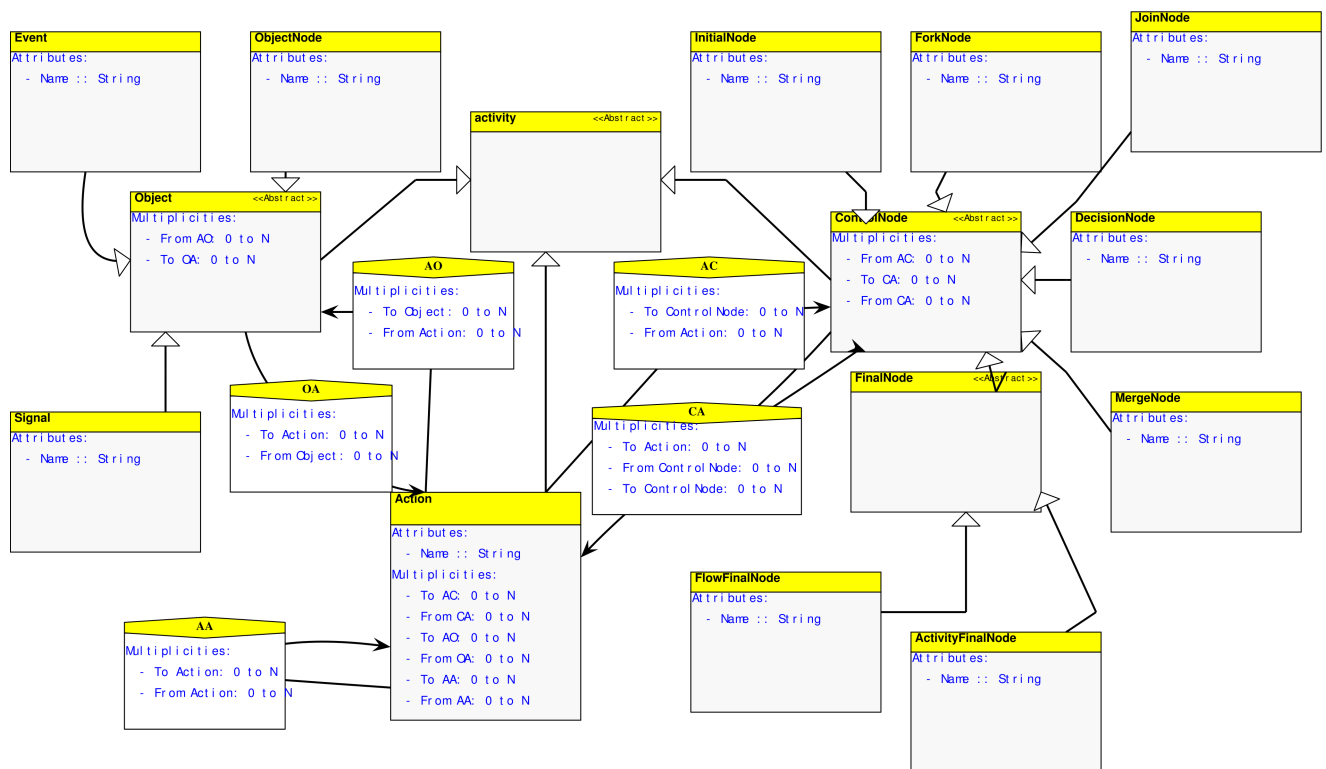 Event
Attributes:
- Name :: String
ObjectNode
Attributes:
- Name :: String
InitialNode
Attributes:
- Name :: String
ForkNode
Attributes:
- Name :: String
JoinNode
Attributes:
- Name :: String
activity <<Abstract>>
Object <<Abstract>>
Multiplicities:
- From AO: 0 to N
- To OA: 0 to N
ControlNode <<Abstract>>
Multiplicities:
- From AC: 0 to N
- To CA: 0 to N
- From CA: 0 to N
DecisionNode
Attributes:
- Name :: String
AO
Multiplicities:
- To Object: 0 to N
- From Action: 0 to N
AC
Multiplicities:
- To ControlNode: 0 to N
- From Action: 0 to N
OA
Multiplicities:
- To Action: 0 to N
- From Object: 0 to N
CA
Multiplicities:
- To Action: 0 to N
- From ControlNode: 0 to N
- To ControlNode: 0 to N
FinalNode <<Abstract>>
MergeNode
Attributes:
- Name :: String
Signal
Attributes:
- Name :: String
Action
Attributes:
- Name :: String
Multiplicities:
- To AC: 0 to N
- From CA: 0 to N
- To AO: 0 to N
- From OA: 0 to N
- To AA: 0 to N
- From AA: 0 to N
FlowFinalNode
Attributes:
- Name :: String
AA
Multiplicities:
- To Action: 0 to N
- From Action: 0 to N
ActivityFinalNode
Attributes:
- Name :: String